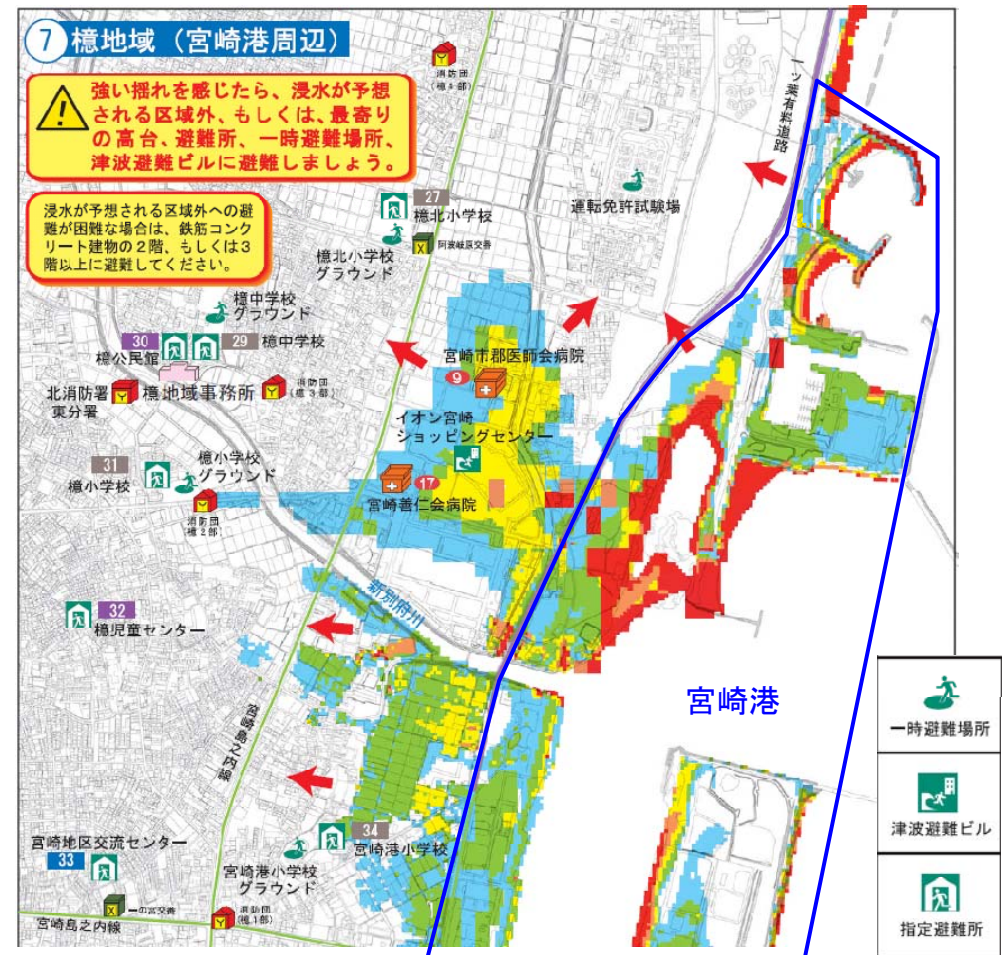 7 檍地域（宮崎港周辺）
強い揺れを感じたら、浸水が予想
される区域外、もしくは、最寄り
の高台、避難所、一時避難場所、
津波避難ビルに避難しましょう。
浸水が予想される区域外への避
難が困難な場合は、鉄筋コンク
リート建物の2階、もしくは3
階以上に避難してください。
消防団
(檍4部)
一ッ葉有料道路
27
檍北小学校
運転免許試験場
阿波岐原交番
檍北小学校
グラウンド
檍中学校
グラウンド
30
29 檍中学校
檍公民館
北消防署
東分署
檍地域事務所
消防団
(檍3部)
宮崎市郡医師会病院
9
イオン宮崎
ショッピングセンター
31
檍小学校
檍小学校
グラウンド
17
宮崎善仁会病院
消防団
(檍2部)
新別府川
32
檍児童センター
宮崎港
宮崎島之内線
一時避難場所
津波避難ビル
指定避難所
34
宮崎港小学校
宮崎地区交流センター
33
宮崎港小学校
グラウンド
一の宮交番
消防団
(檍1部)
宮崎島之内線